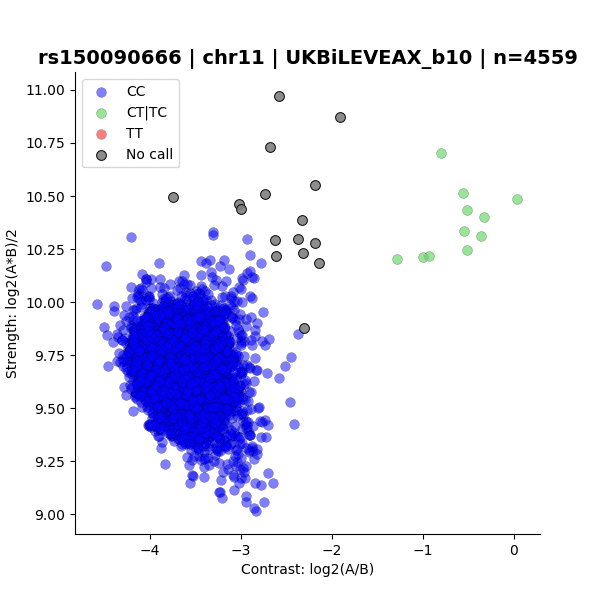 rs150090666 | chr11 | UKBiLEVEAX_b10 | n=4559
CC
CT|TC
TT
No call
Strength: log2(A*B)/2
11.00
10.75
10.50
10.25
10.00
9.75
9.50
9.25
9.00
−4
−3
−2
−1
0
Contrast: log2(A/B)